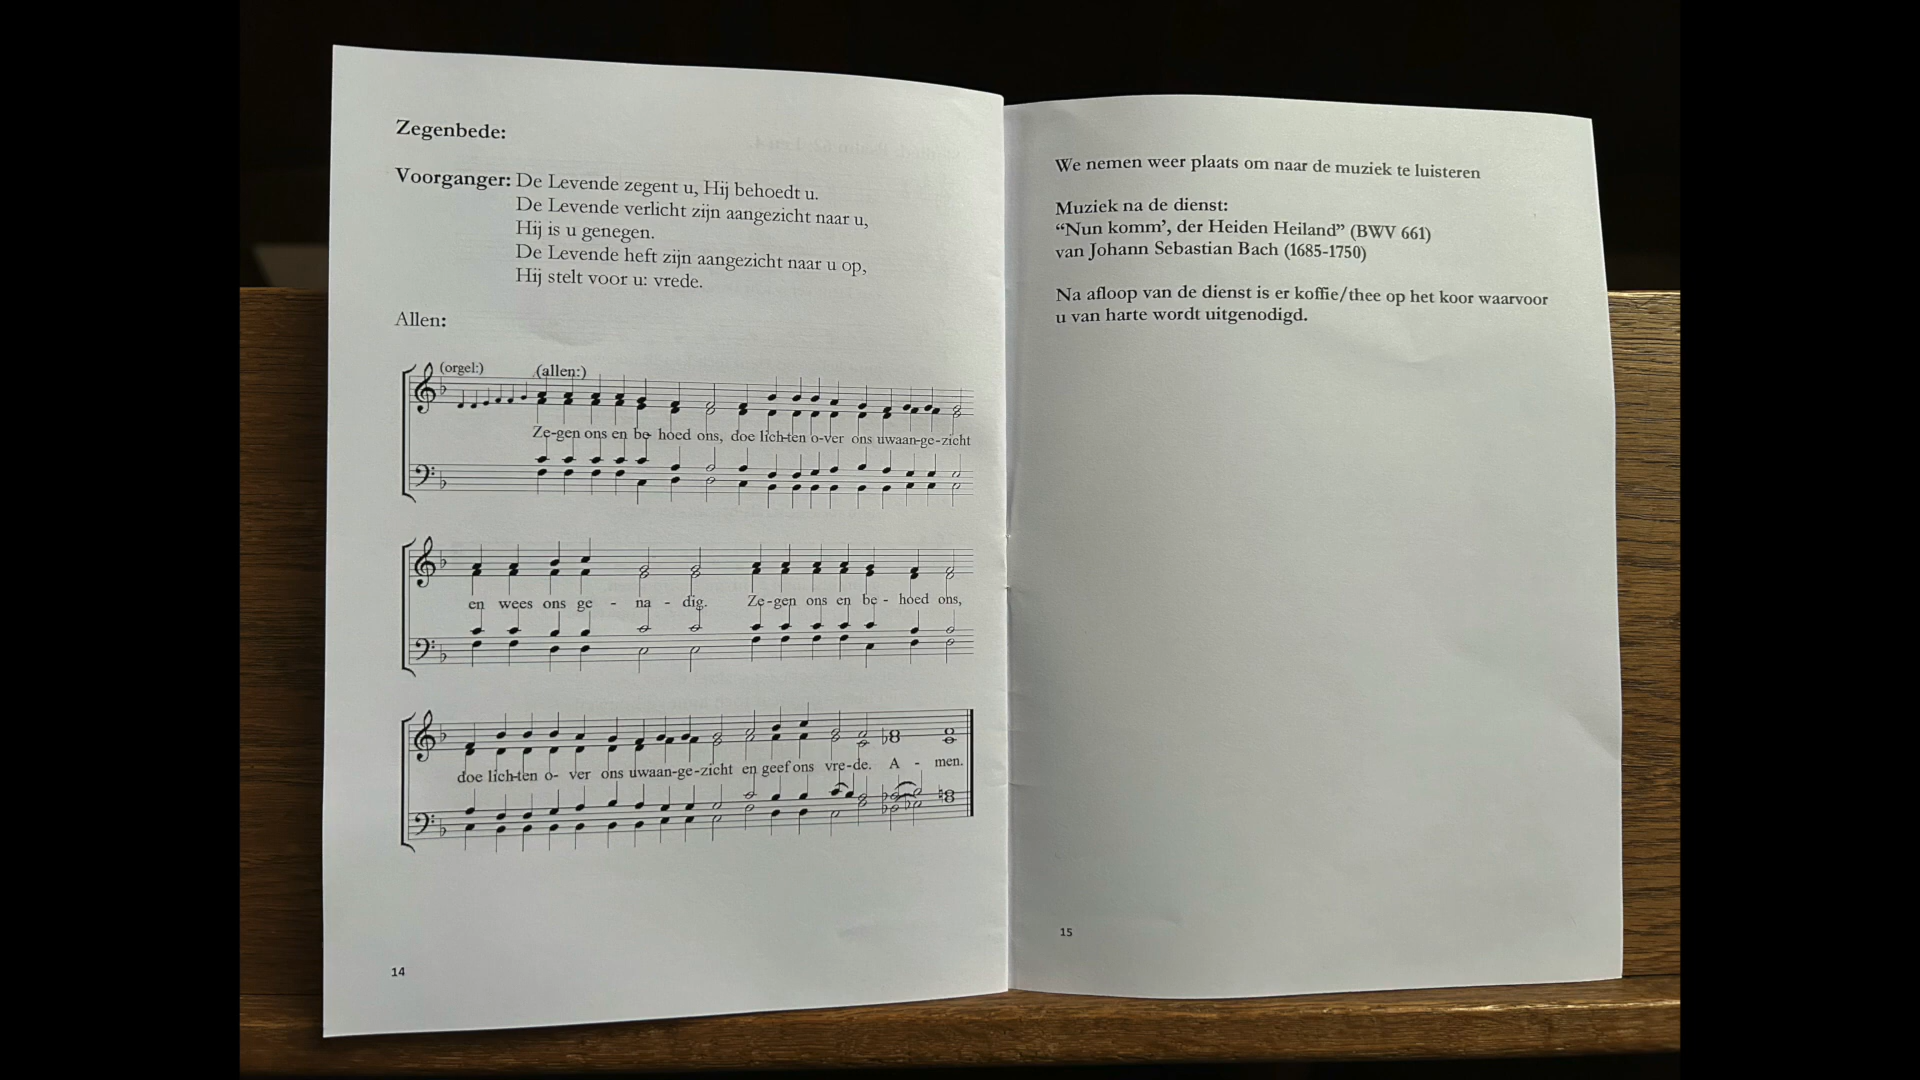 Zegenbede:
Voorganger: De Levende zegent u, Hij behoedt u.
De Levende verlicht zijn aangezicht naar u,
Hij is u genegen.
De Levende heft zijn aangezicht naar u op,
Hij stelt voor u: vrede.
Allen:
(orgel:) (allen:)
Ze-gen ons en be- hoed ons, doe lich-ten o-ver ons uwaan-ge-zicht
en wees ons ge - na - dig. Ze-gen ons en be - hoed ons,
doe lich-ten o- ver ons uwaan-ge-zicht en geef ons vre-de. A - men.
14
We nemen weer plaats om naar de muziek te luisteren
Muziek na de dienst:
“Nun komm’, der Heiden Heiland” (BWV 661)
van Johann Sebastian Bach (1685-1750)
Na afloop van de dienst is er koffie/thee op het koor waarvoor
u van harte wordt uitgenodigd.
15